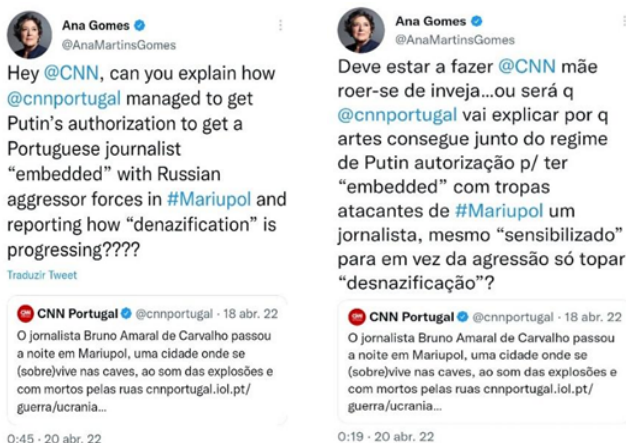 Ana Gomes
@AnaMartinsGomes
Hey @CNN, can you explain how
@cnnportugal managed to get
Putin's authorization to get a
Portuguese journalist
“embedded” with Russian
aggressor forces in #Mariupol and
reporting how “denazification” is
progressing????
Traduzir Tweet
CNN Portugal @cnnportugal · 18 abr. 22
O jornalista Bruno Amaral de Carvalho passou
a noite em Mariupol, uma cidade onde se
(sobre)vive nas caves, ao som das explosões e
com mortos pelas ruas cnnportugal.iol.pt/
guerra/ucrania...
0:45 · 20 abr. 22
Ana Gomes
@AnaMartinsGomes
Deve estar a fazer @CNN mãe
roer-se de inveja...ou será q
@cnnportugal vai explicar por q
artes consegue junto do regime
de Putin autorização p/ ter
“embedded” com tropas
atacantes de #Mariupol um
jornalista, mesmo “sensibilizado”
para em vez da agressão só topar
“desnazificação”?
CNN Portugal @cnnportugal · 18 abr. 22
O jornalista Bruno Amaral de Carvalho passou
a noite em Mariupol, uma cidade onde se
(sobre)vive nas caves, ao som das explosões e
com mortos pelas ruas cnnportugal.iol.pt/
guerra/ucrania...
0:19 · 20 abr. 22